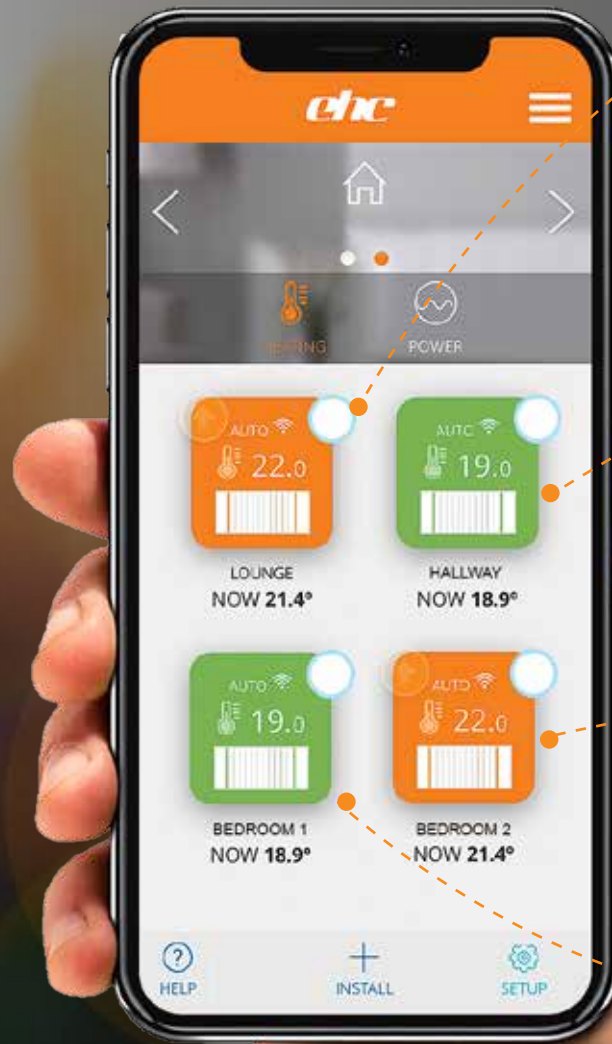 ehc
HEATING
POWER
AUTO
22.0
AUTO
19.0
LOUNGE
NOW 21.4°
HALLWAY
NOW 18.9°
AUTO
19.0
AUTO
22.0
BEDROOM 1
NOW 18.9°
BEDROOM 2
NOW 21.4°
?
HELP
INSTALL
SETUP